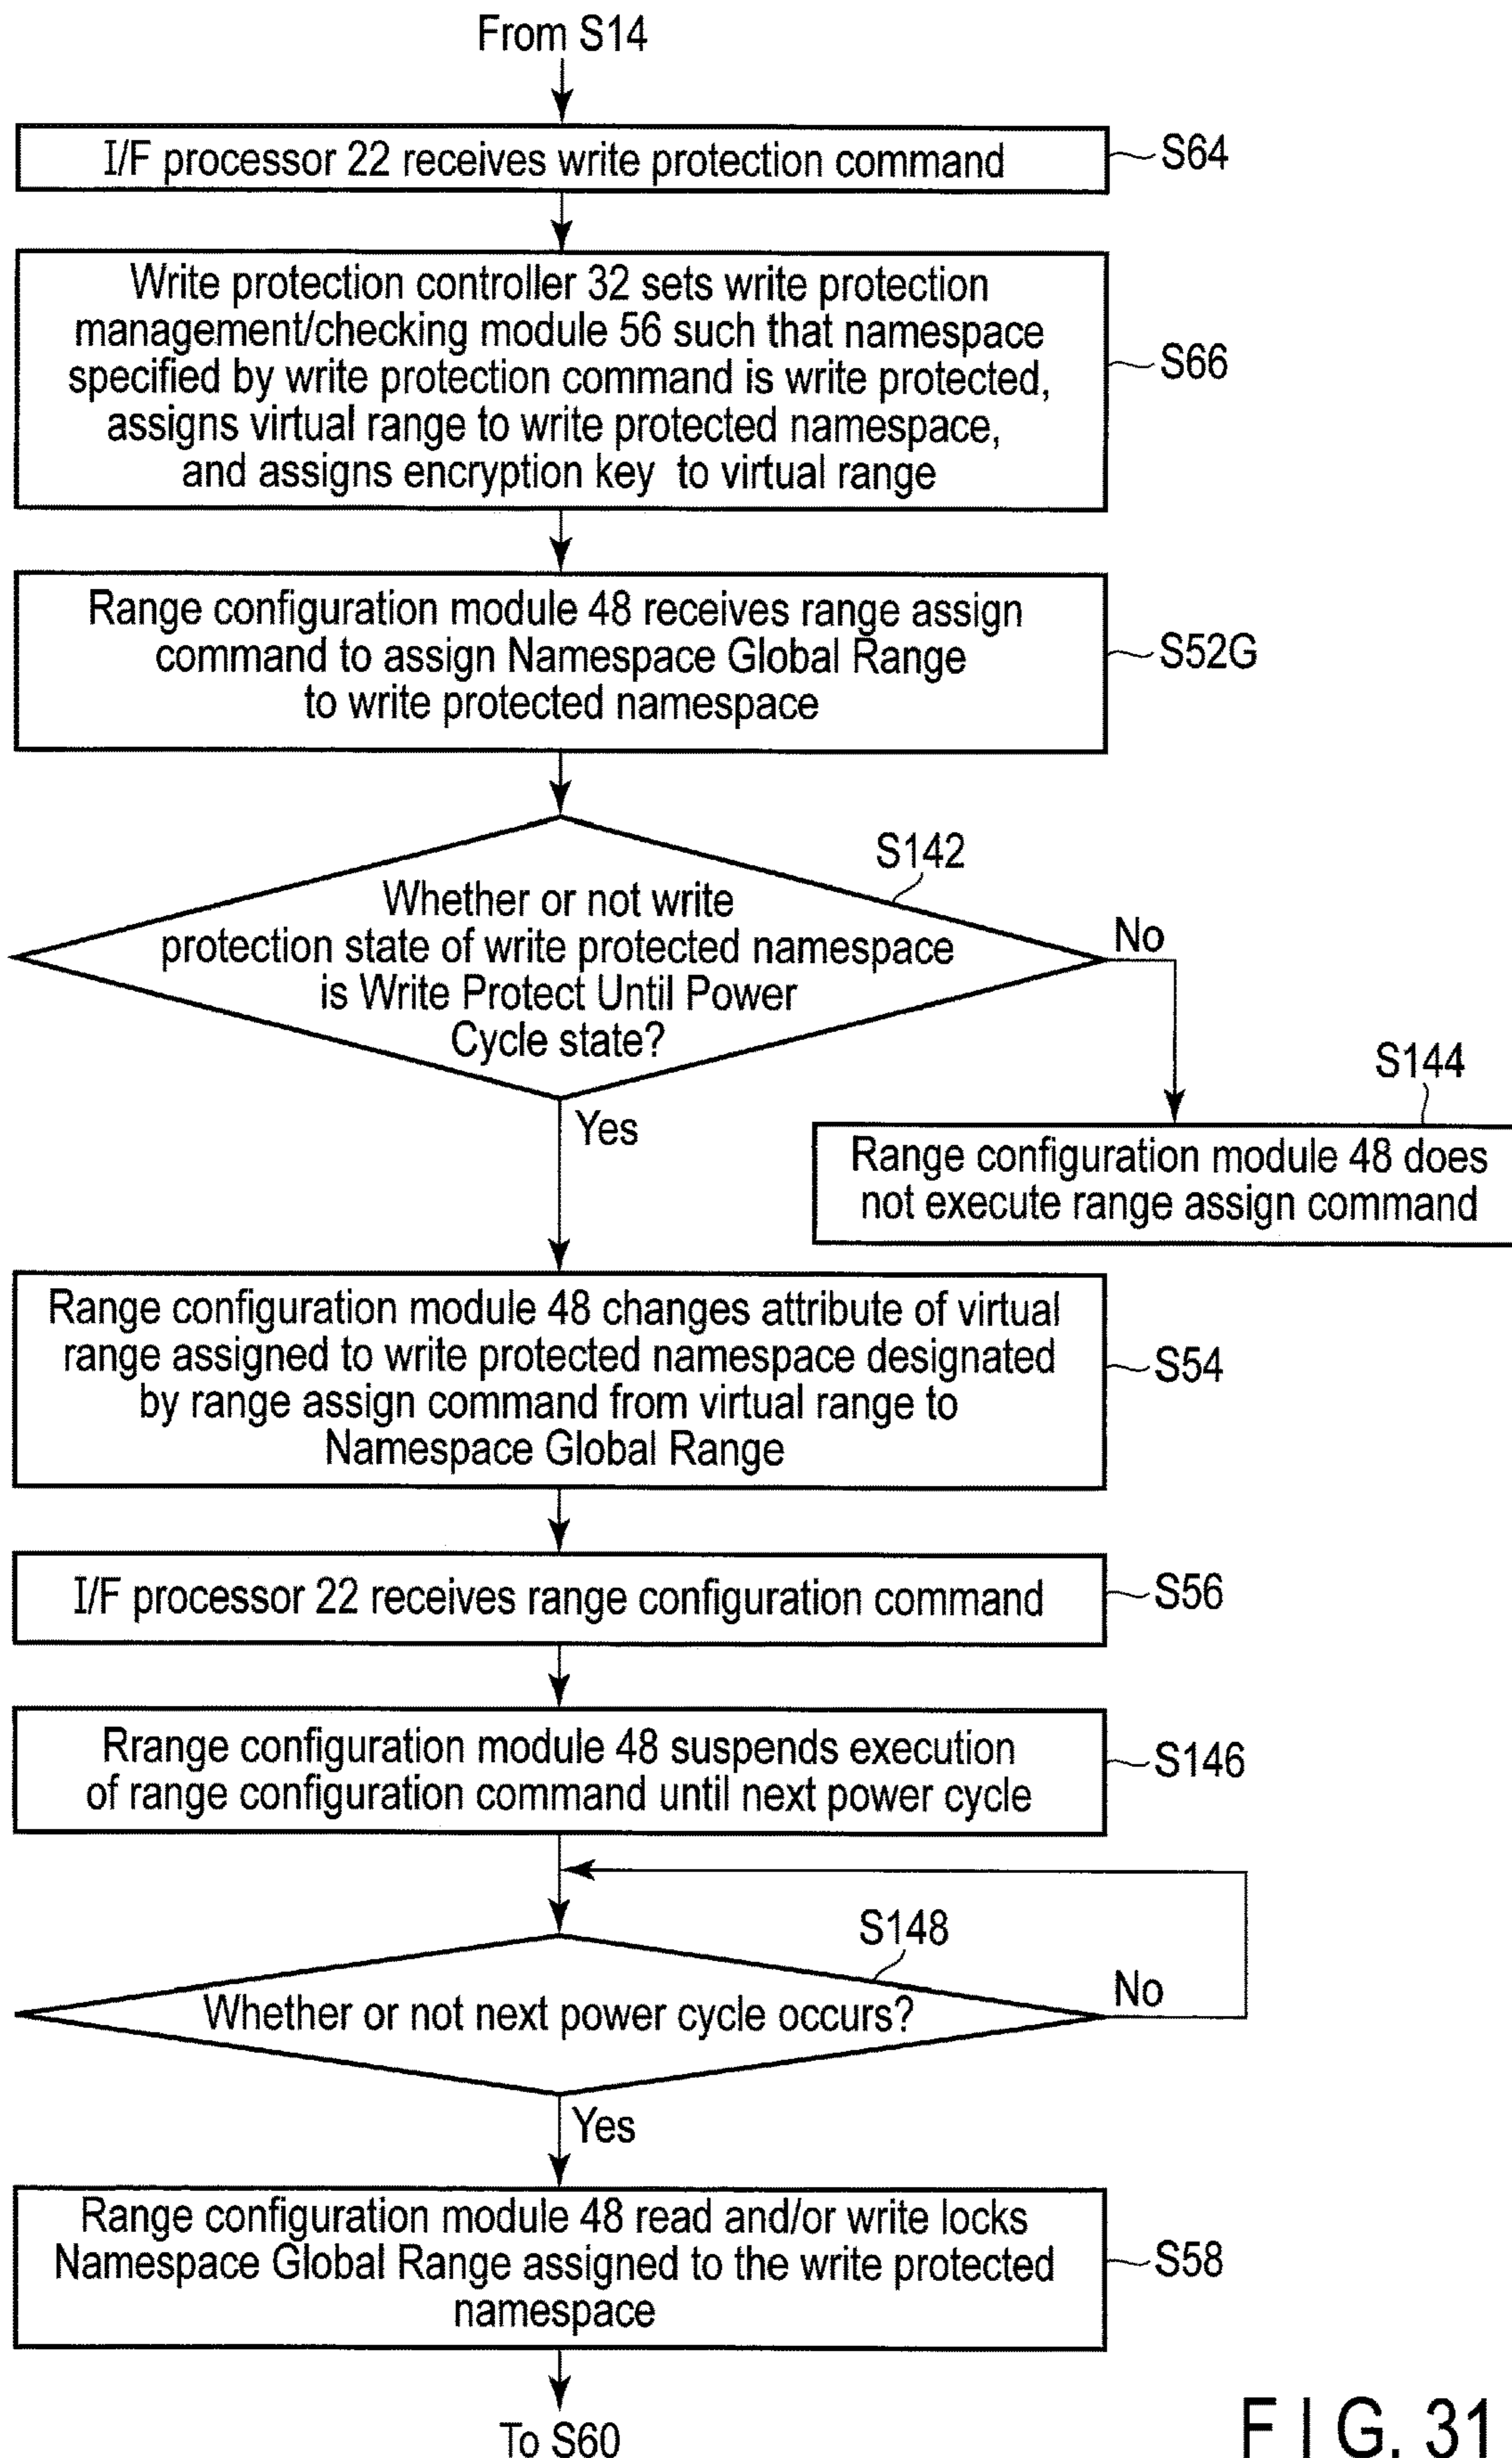 From S14
I/F processor 22 receives write protection command
S64
Write protection controller 32 sets write protection
management/checking module 56 such that namespace
specified by write protection command is write protected,
assigns virtual range to write protected namespace,
and assigns encryption key to virtual range
S66
Range configuration module 48 receives range assign
command to assign Namespace Global Range
to write protected namespace
S52G
S142
Whether or not write
protection state of write protected namespace
is Write Protect Until Power
Cycle state?
No
Yes
S144
Range configuration module 48 does
not execute range assign command
Range configuration module 48 changes attribute of virtual
range assigned to write protected namespace designated
by range assign command from virtual range to
Namespace Global Range
S54
I/F processor 22 receives range configuration command
S56
Rrange configuration module 48 suspends execution
of range configuration command until next power cycle
S146
S148
Whether or not next power cycle occurs?
No
Yes
Range configuration module 48 read and/or write locks
Namespace Global Range assigned to the write protected
namespace
S58
To S60
FIG. 31